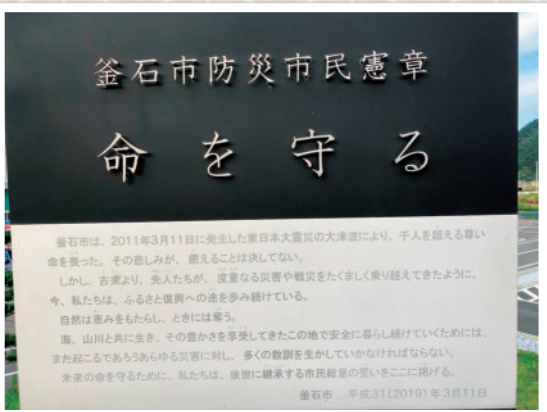 釜石市防災市民憲章
命を守る
釜石市は、2011年3月11日に発生した東日本大震災の大津波により、千人を超える尊い
命を喪った。その悲しみが、癒えることは決してない。
しかし、古来より、先人たちが、度重なる災害や戦災をたくましく乗り越えてきたように、
今、私たちは、ふるさと復興への途を歩み続けている。
自然は恵みをもたらし、ときには奪う。
海、山川と共に生き、その豊かさを享受してきたこの地で安全に暮らし続けていくためには、
また起こるであろうあらゆる災害に対し、多くの教訓を生かしていかなければならない。
未来の命を守るために、私たちは、後世に継承する市民総意の誓いをここに掲げる。
釜石市 平成31(2019)年3月11日